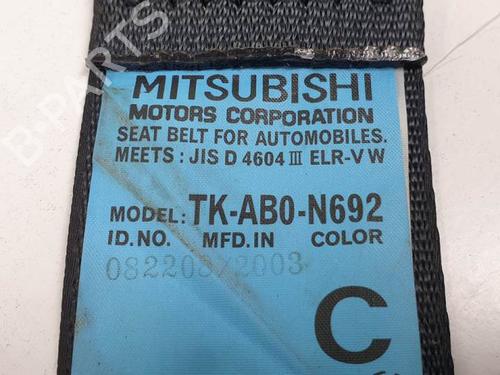 MITSUBISHI
MOTORS CORPORATION
SEAT BELT FOR AUTOMOBILES.
MEETS : JIS D 4604 III ELR-V W
MODEL: TK-AB0-N692
ID.NO. MFD.IN COLOR
C
B-PARTS